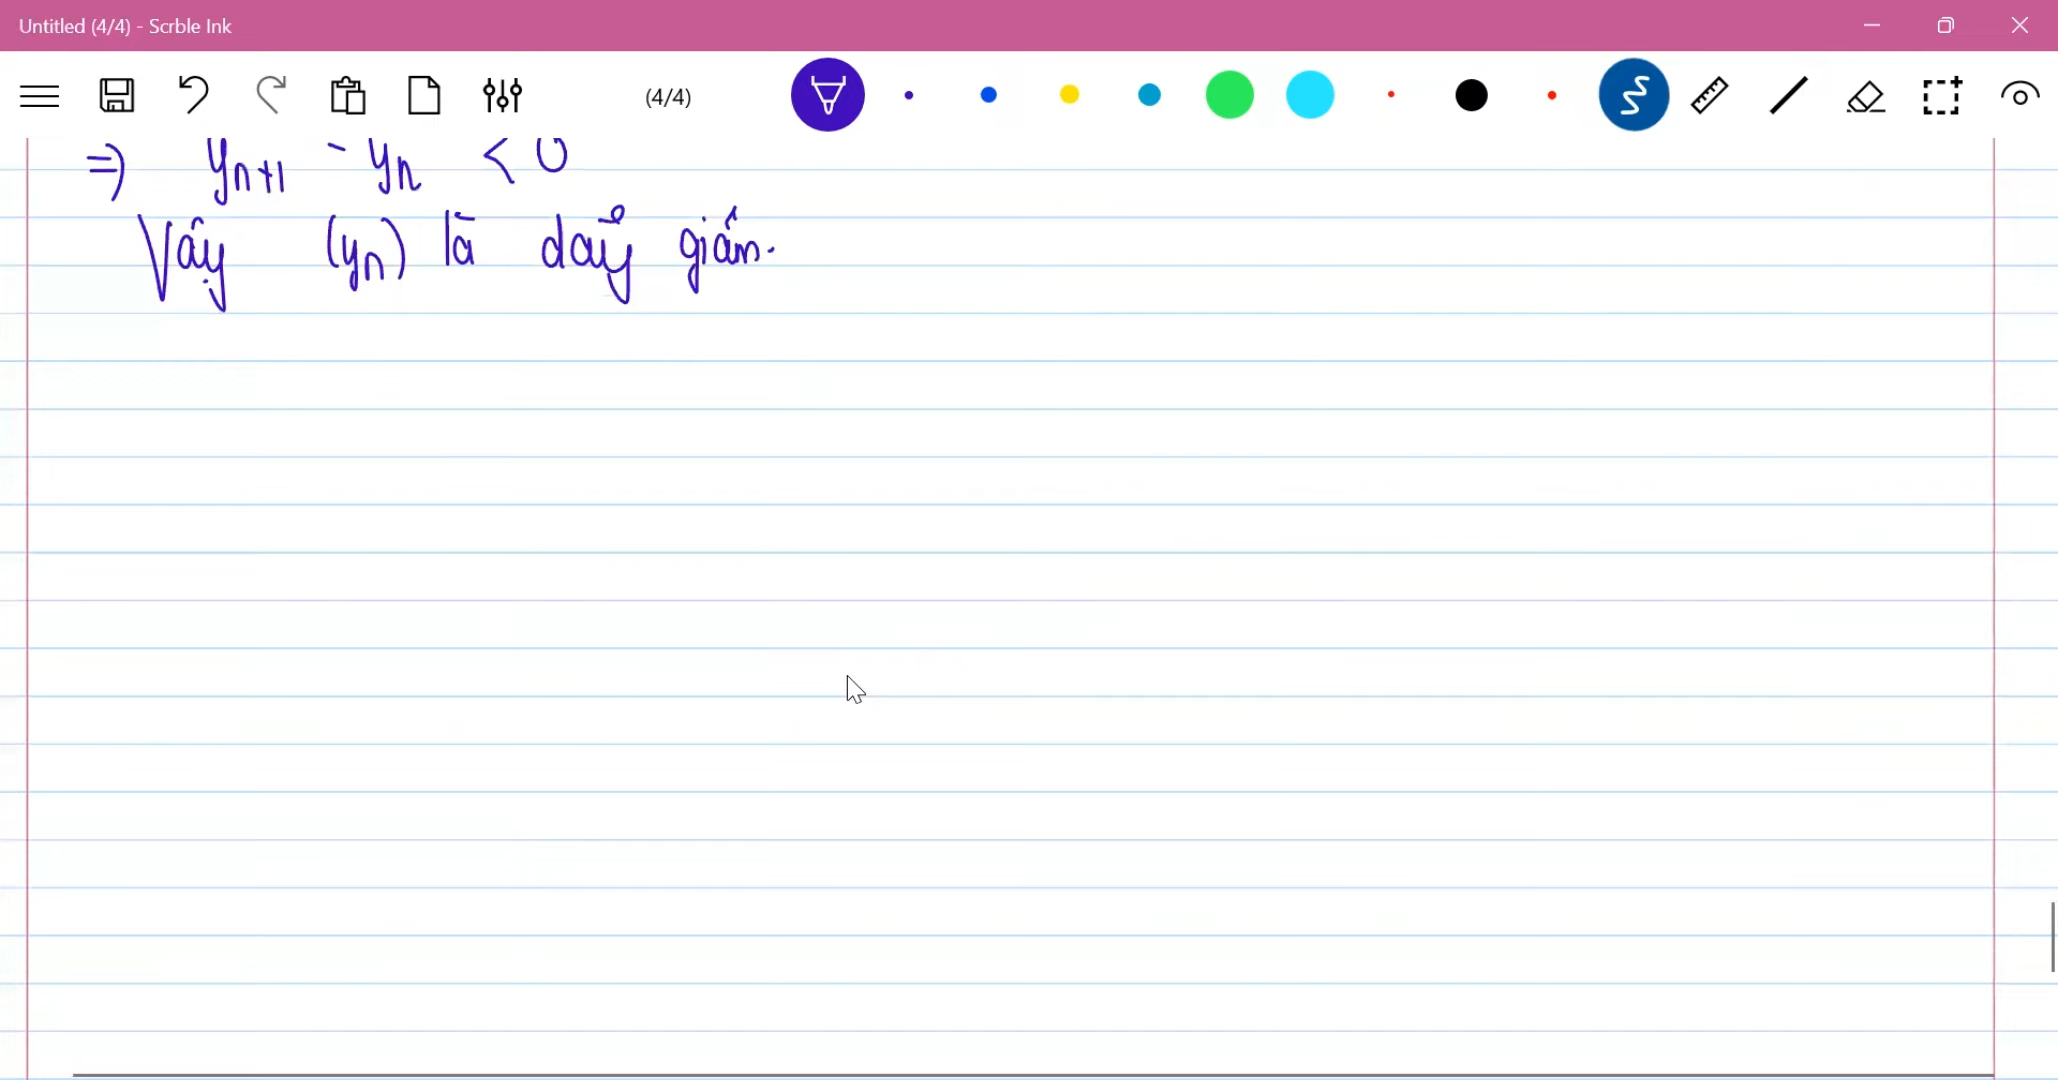 Untitled (4/4) - Scrble Ink
(4/4)
⇒ yₙ₊₁ - yₙ < 0
Vậy (yₙ) là dãy giảm.